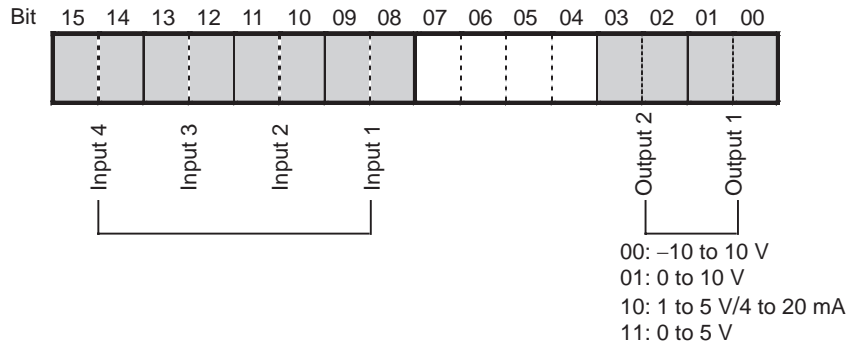 Bit 15 14 13 12 11 10 09 08 07 06 05 04 03 02 01 00
Input 4
Input 3
Input 2
Input 1
Output 2
Output 1
00: −10 to 10 V
01: 0 to 10 V
10: 1 to 5 V/4 to 20 mA
11: 0 to 5 V